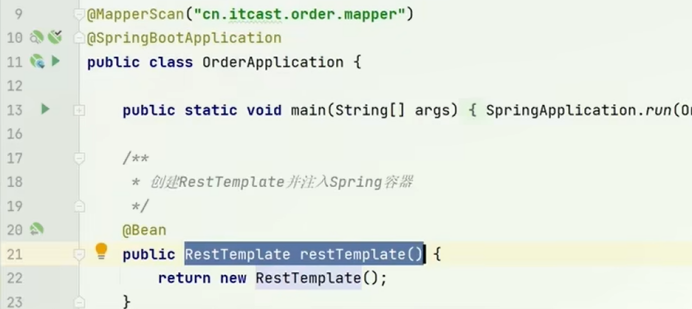 9 @MapperScan("cn.itcast.order.mapper")
10 @SpringBootApplication
11 public class OrderApplication {
12
13 public static void main(String[] args) { SpringApplication.run(Or
16
17 /**
18 * 创建RestTemplate并注入Spring容器
19 */
20 @Bean
21 public RestTemplate restTemplate() {
22 return new RestTemplate();
23 }